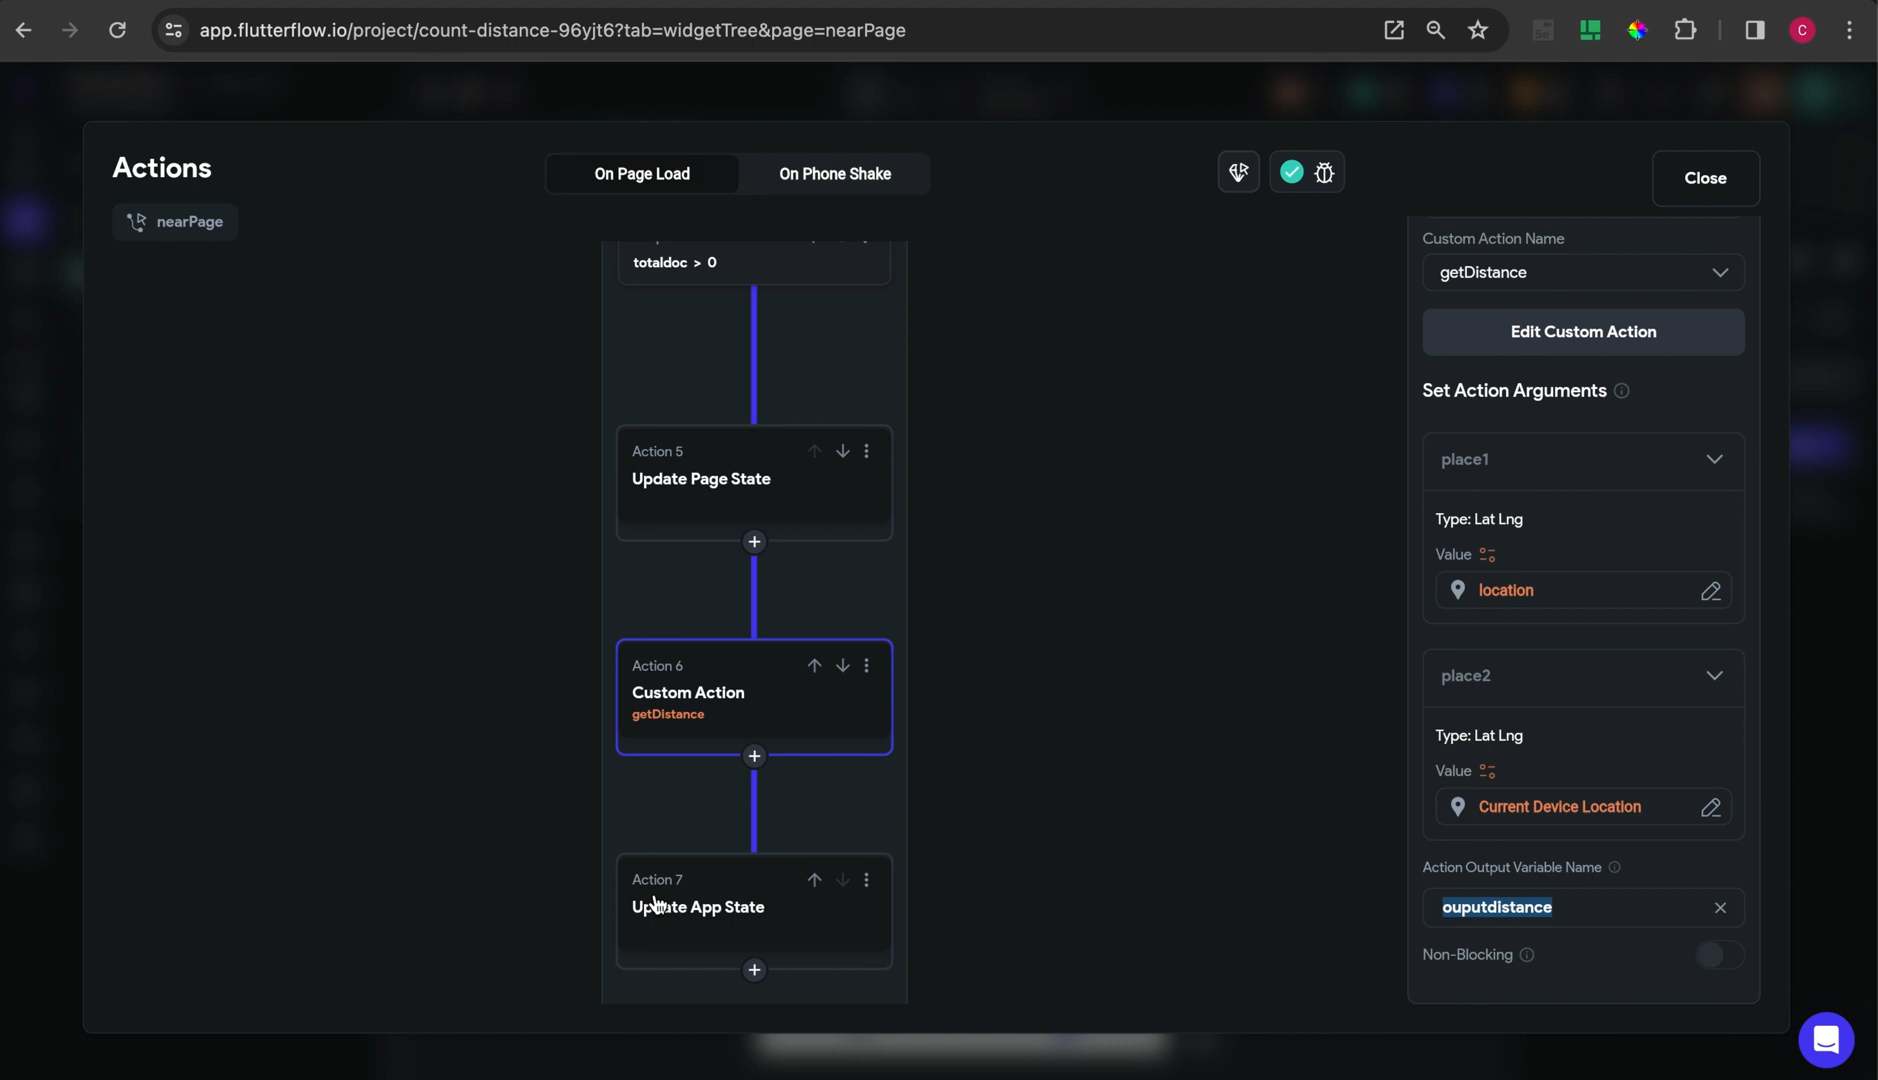 app.flutterflow.io/project/count-distance-96yjt6?tab=widgetTree&page=nearPage
C
Actions
On Page Load
On Phone Shake
Close
nearPage
totaldoc > 0
Action 5
Update Page State
Action 6
Custom Action
getDistance
Action 7
Update App State
Custom Action Name
getDistance
Edit Custom Action
Set Action Arguments
place1
Type: Lat Lng
Value
location
place2
Type: Lat Lng
Value
Current Device Location
Action Output Variable Name
ouputdistance
Non-Blocking